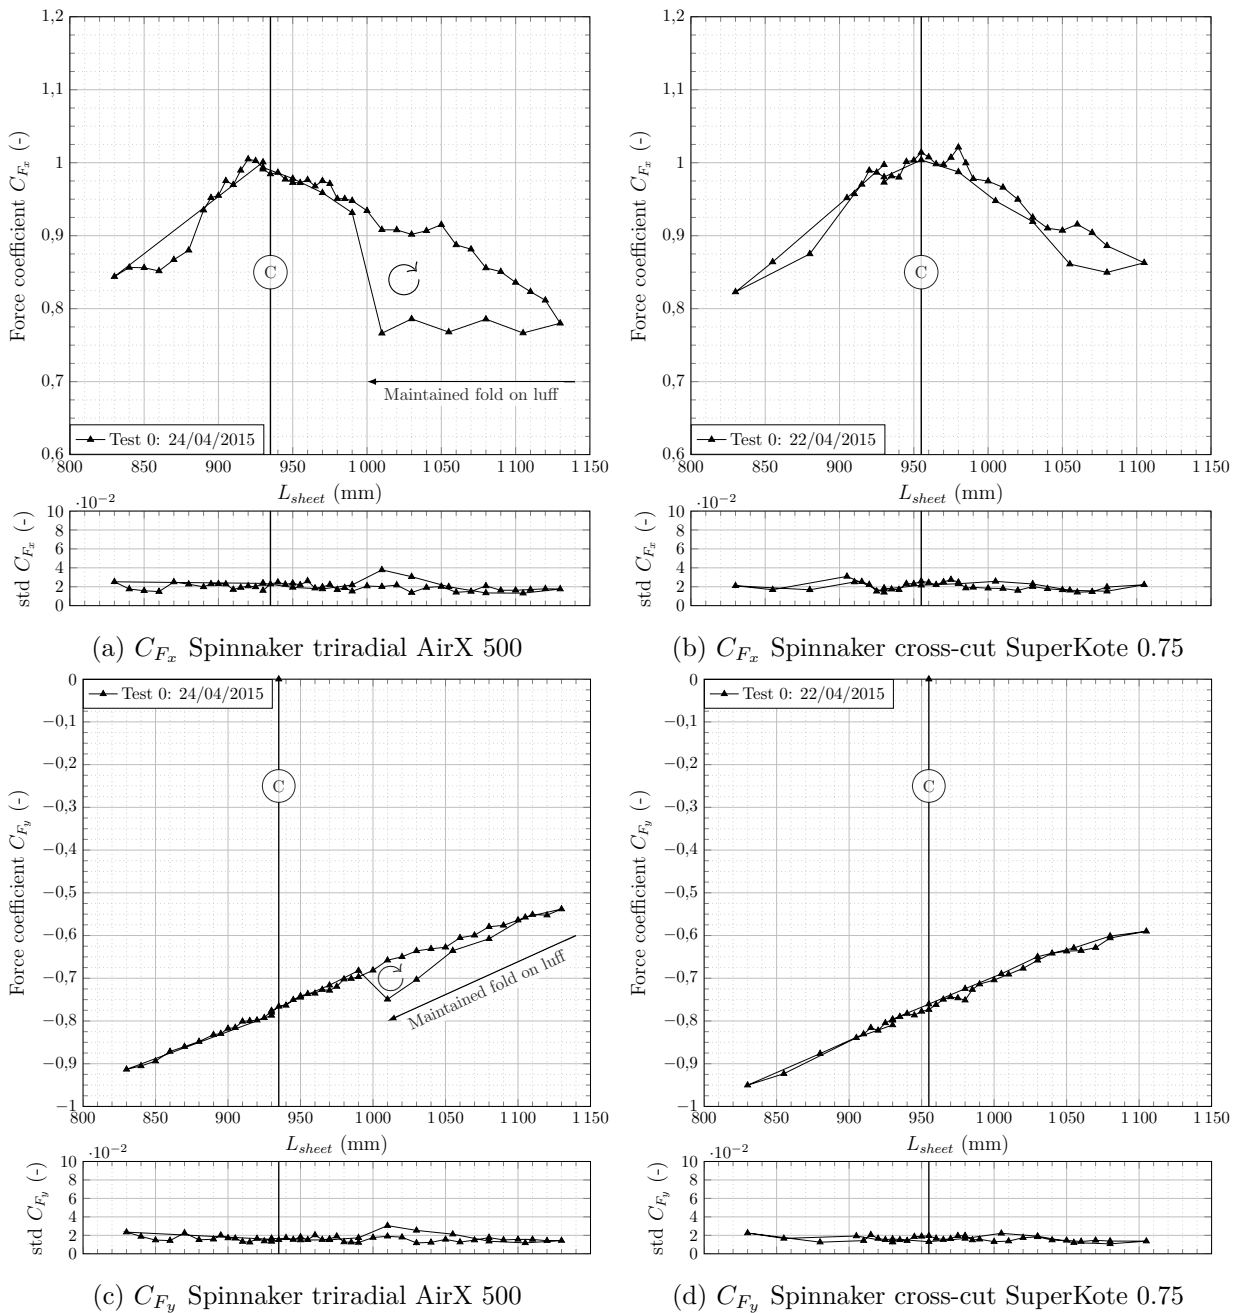 1,2
1,1
1
0,9
0,8
0,7
0,6
Force coefficient C_{F_x} (-)
C
Maintained fold on luff
Test 0: 24/04/2015
800 850 900 950 1 000 1 050 1 100 1 150
L_{sheet} (mm)
·10^{-2}
10
8
6
4
2
0
std C_{F_x} (-)
(a) C_{F_x} Spinnaker triradial AirX 500
1,2
1,1
1
0,9
0,8
0,7
0,6
Force coefficient C_{F_x} (-)
C
Test 0: 22/04/2015
800 850 900 950 1 000 1 050 1 100 1 150
L_{sheet} (mm)
·10^{-2}
10
8
6
4
2
0
std C_{F_x} (-)
(b) C_{F_x} Spinnaker cross-cut SuperKote 0.75
0
−0,1
−0,2
−0,3
−0,4
−0,5
−0,6
−0,7
−0,8
−0,9
−1
Force coefficient C_{F_y} (-)
Test 0: 24/04/2015
C
Maintained fold on luff
800 850 900 950 1 000 1 050 1 100 1 150
L_{sheet} (mm)
·10^{-2}
10
8
6
4
2
0
std C_{F_y} (-)
(c) C_{F_y} Spinnaker triradial AirX 500
0
−0,1
−0,2
−0,3
−0,4
−0,5
−0,6
−0,7
−0,8
−0,9
−1
Force coefficient C_{F_y} (-)
Test 0: 22/04/2015
C
800 850 900 950 1 000 1 050 1 100 1 150
L_{sheet} (mm)
·10^{-2}
10
8
6
4
2
0
std C_{F_y} (-)
(d) C_{F_y} Spinnaker cross-cut SuperKote 0.75